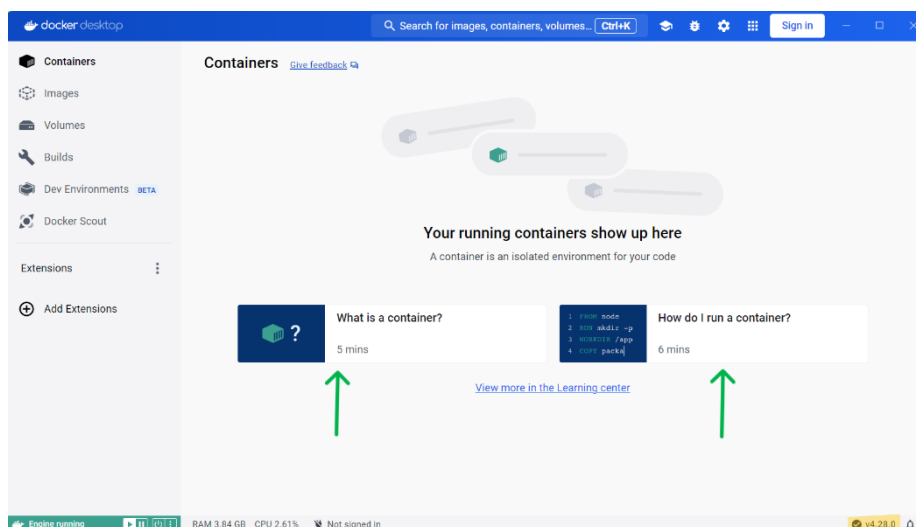 docker desktop
Search for images, containers, volumes... Ctrl+K
Sign in
Containers
Images
Volumes
Builds
Dev Environments BETA
Docker Scout
Extensions
Add Extensions
Containers Give feedback
Your running containers show up here
A container is an isolated environment for your code
?
What is a container?
5 mins
1 FROM node
2 RUN mkdir -p
3 WORKDIR /app
4 COPY packa
How do I run a container?
6 mins
View more in the Learning center
Engine running
RAM 3.84 GB CPU 2.61% Not signed in
v4.28.0